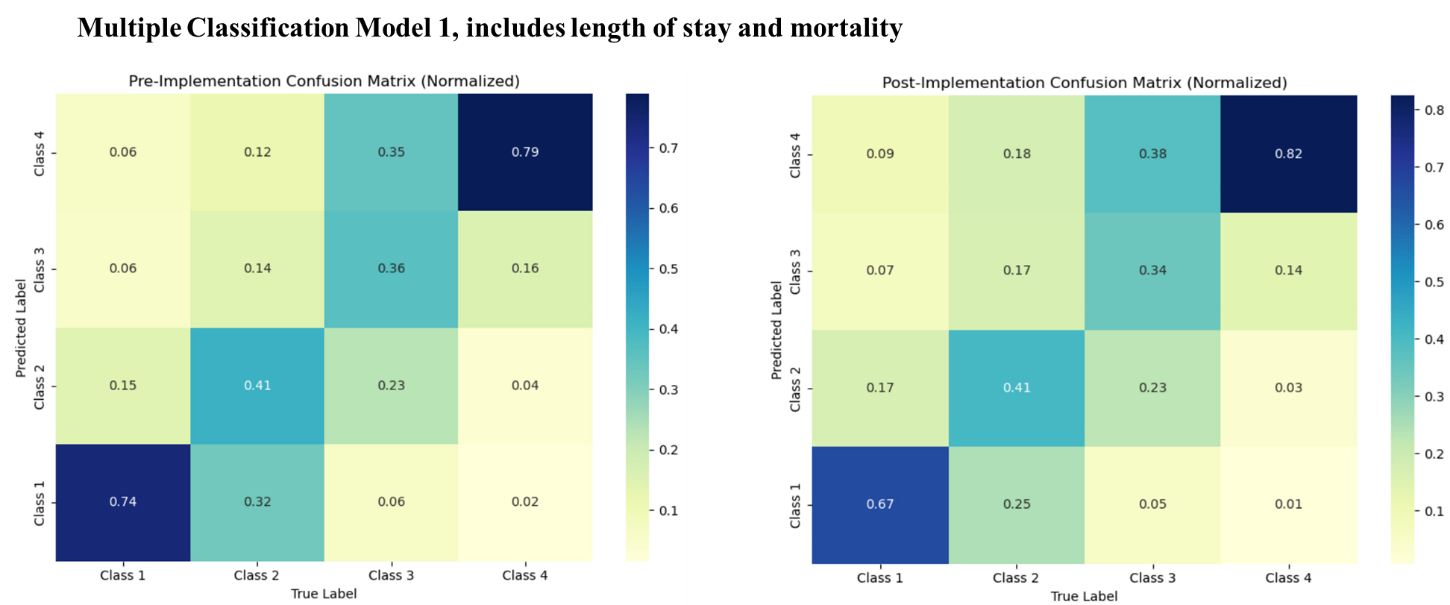 Multiple Classification Model 1, includes length of stay and mortality
Pre-Implementation Confusion Matrix (Normalized)
Predicted Label
Class 4
0.06 0.12 0.35 0.79
Class 3
0.06 0.14 0.36 0.16
Class 2
0.15 0.41 0.23 0.04
Class 1
0.74 0.32 0.06 0.02
Class 1 Class 2 Class 3 Class 4
True Label
0.7
0.6
0.5
0.4
0.3
0.2
0.1
Post-Implementation Confusion Matrix (Normalized)
Predicted Label
Class 4
0.09 0.18 0.38 0.82
Class 3
0.07 0.17 0.34 0.14
Class 2
0.17 0.41 0.23 0.03
Class 1
0.67 0.25 0.05 0.01
Class 1 Class 2 Class 3 Class 4
True Label
0.8
0.7
0.6
0.5
0.4
0.3
0.2
0.1